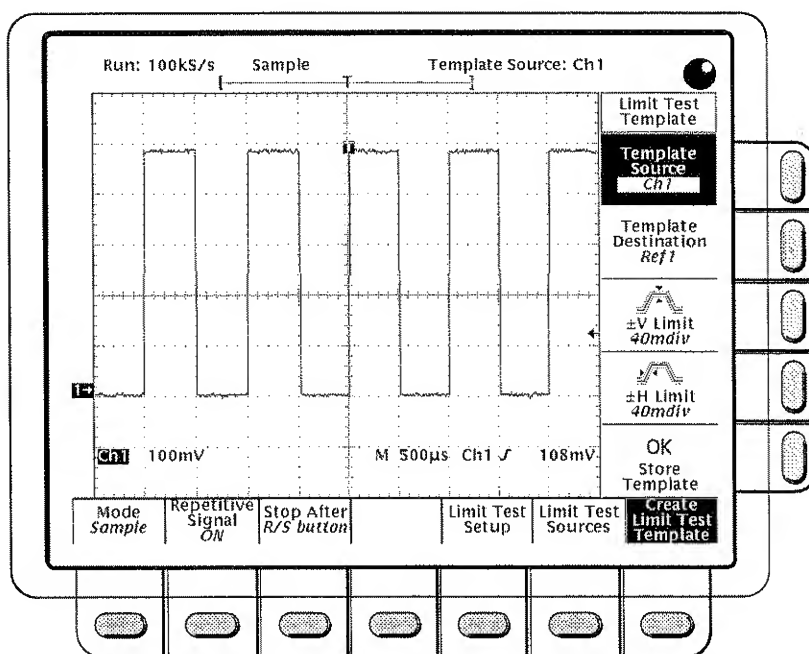 Run: 100kS/s Sample Template Source: Ch1
[ T ]
Limit Test
Template
Template
Source
Ch1
Template
Destination
Ref1
±V Limit
40mdiv
±H Limit
40mdiv
OK
Store
Template
T
1→
Ch1 100mV M 500µs Ch1 ƒ 108mV
Mode
Sample
Repetitive
Signal
ON
Stop After
R/S button
Limit Test
Setup
Limit Test
Sources
Create
Limit Test
Template